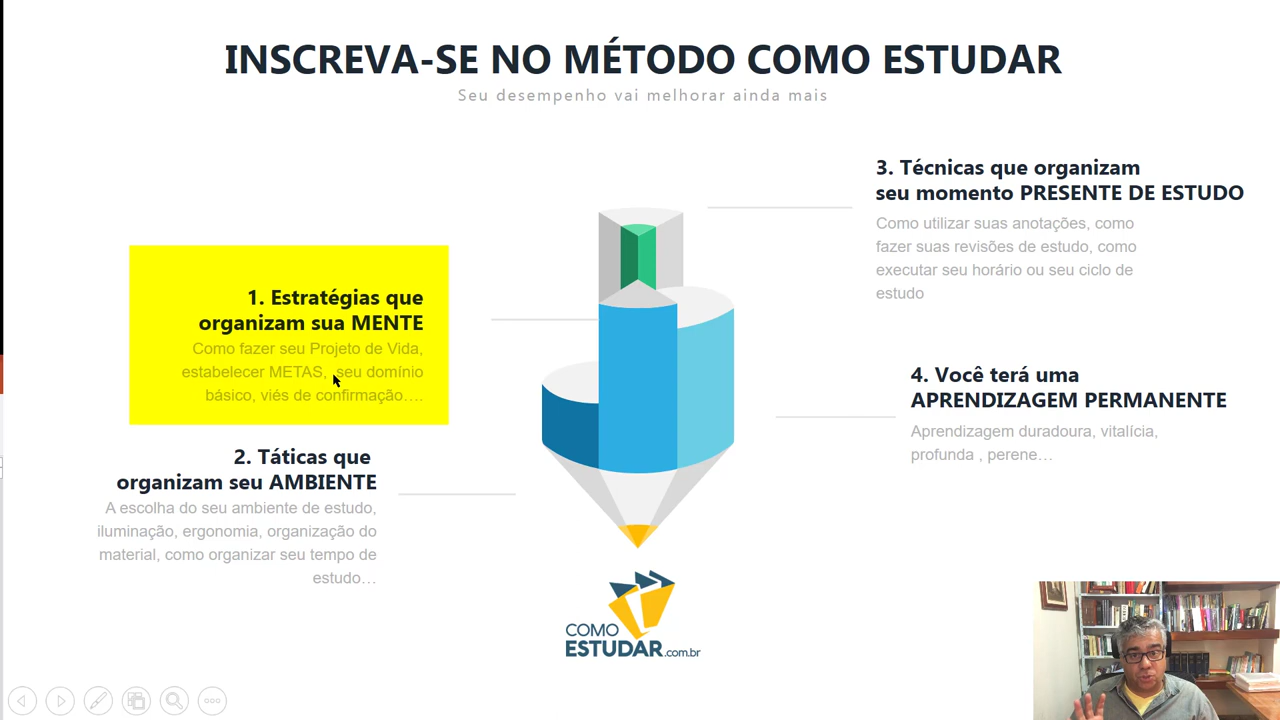 INSCREVA-SE NO MÉTODO COMO ESTUDAR
Seu desempenho vai melhorar ainda mais
1. Estratégias que
organizam sua MENTE
Como fazer seu Projeto de Vida,
estabelecer METAS, seu domínio
básico, viés de confirmação....
2. Táticas que
organizam seu AMBIENTE
A escolha do seu ambiente de estudo,
iluminação, ergonomia, organização do
material, como organizar seu tempo de
estudo...
3. Técnicas que organizam
seu momento PRESENTE DE ESTUDO
Como utilizar suas anotações, como
fazer suas revisões de estudo, como
executar seu horário ou seu ciclo de
estudo
4. Você terá uma
APRENDIZAGEM PERMANENTE
Aprendizagem duradoura, vitalícia,
profunda , perene...
COMO
ESTUDAR.com.br